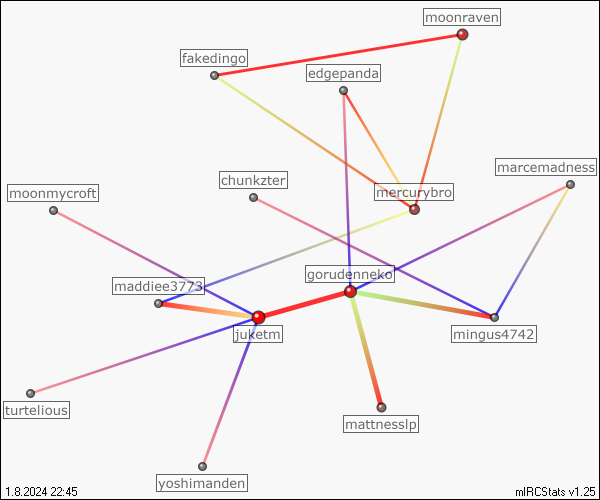 moonraven
fakedingo
edgepanda
marcemadness
chunkzter
mercurybro
moonmycroft
gorudenneko
maddiee3773
juketm
mingus4742
turtelious
mattnesslp
yoshimanden
1.8.2024 22:45
mIRCStats v1.25